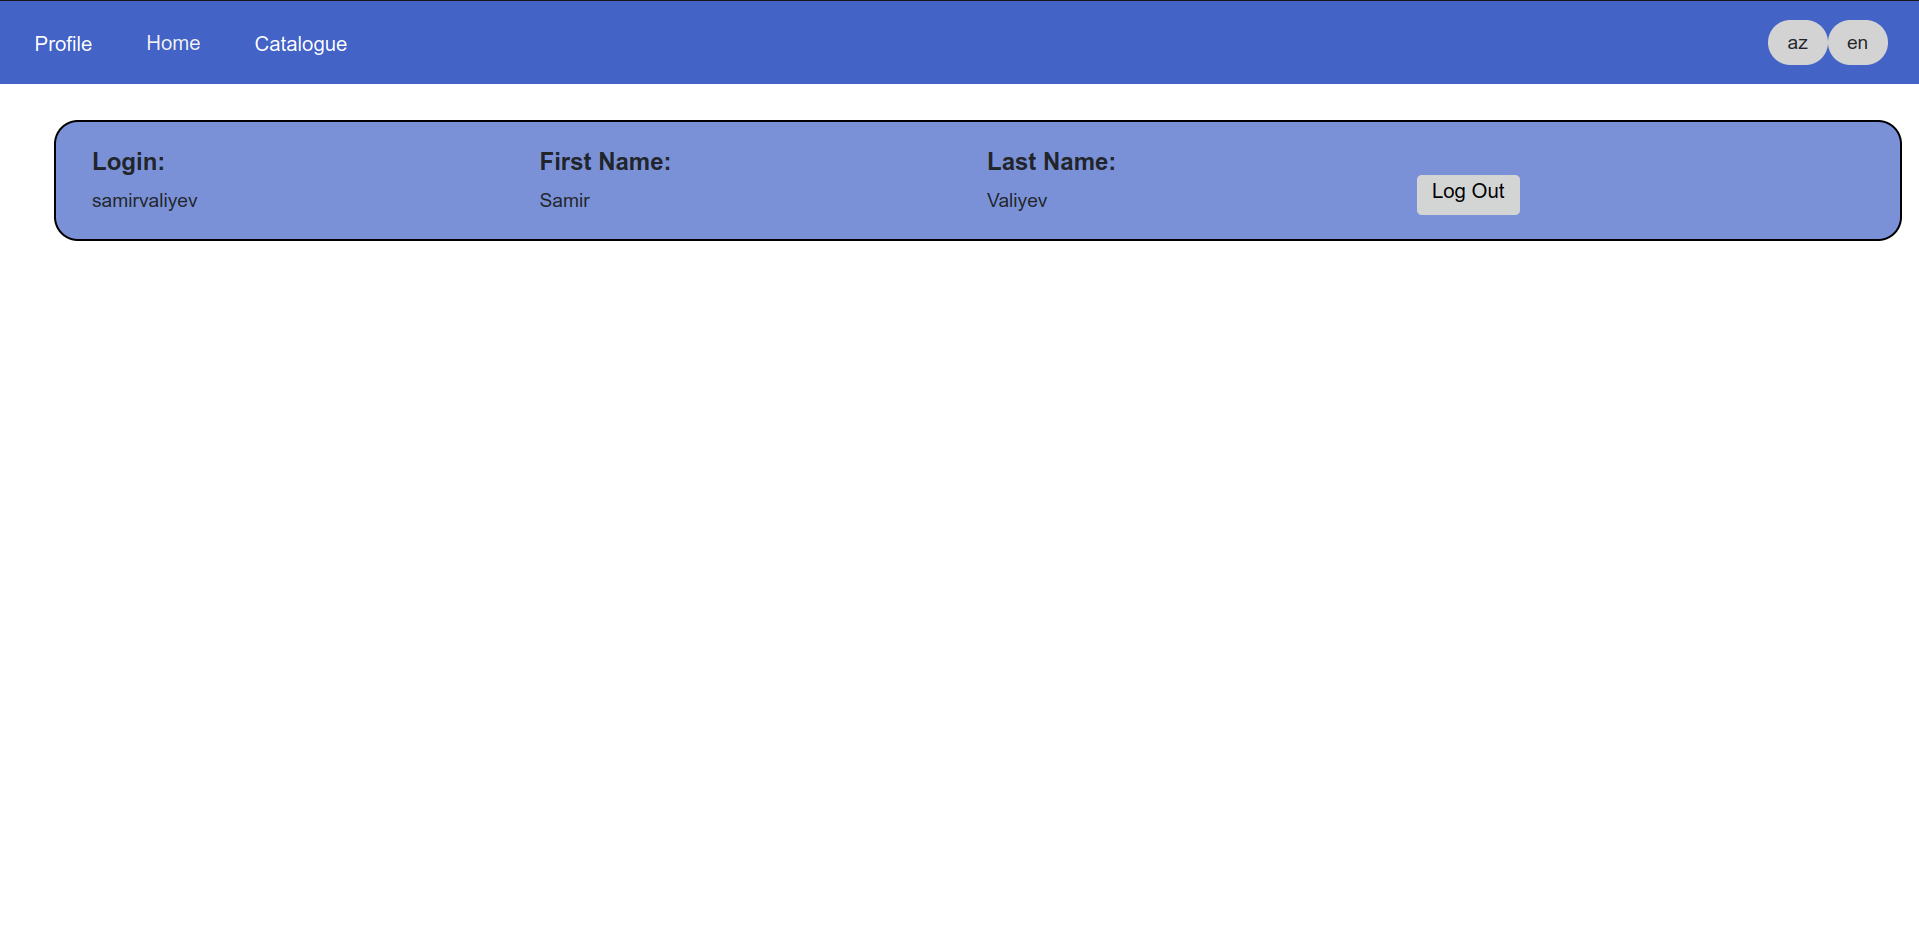 Profile Home Catalogue az en
Login: First Name: Last Name:
samirvaliyev Samir Valiyev Log Out